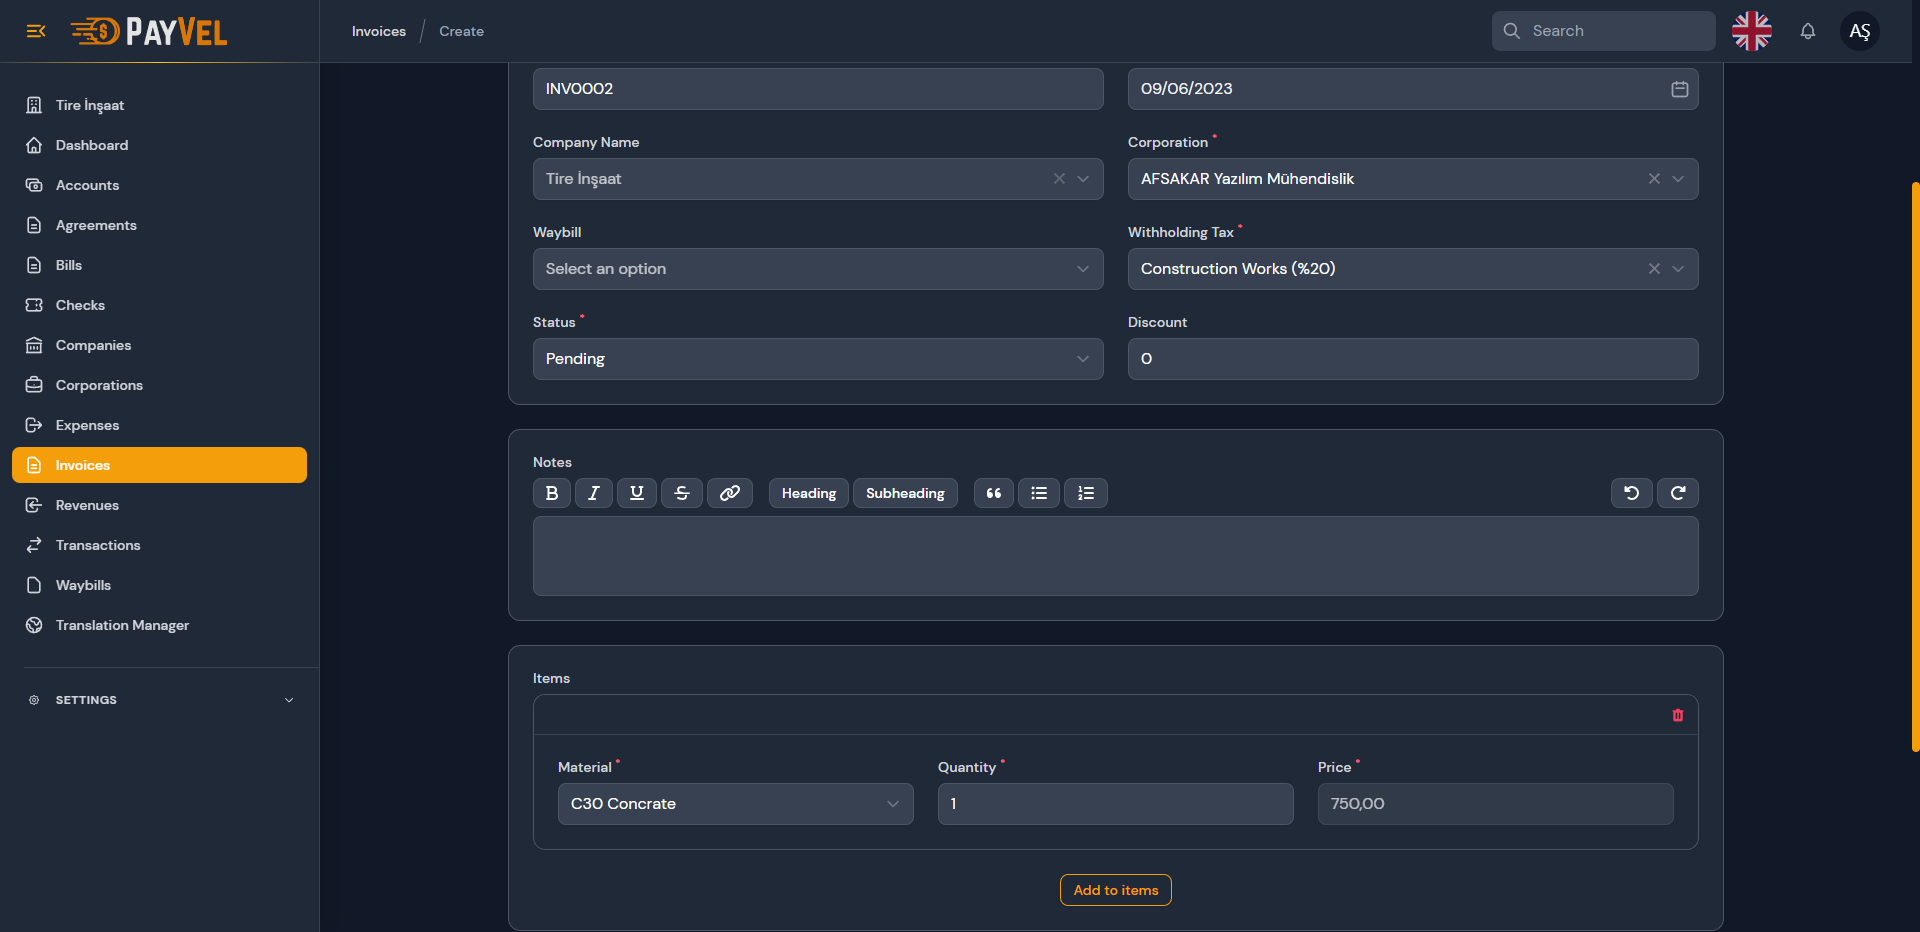 PAYVEL
Invoices / Create
Search
AŞ
Tire İnşaat
Dashboard
Accounts
Agreements
Bills
Checks
Companies
Corporations
Expenses
Invoices
Revenues
Transactions
Waybills
Translation Manager
SETTINGS
INV0002
09/06/2023
Company Name
Corporation *
Tire İnşaat
AFSAKAR Yazılım Mühendislik
Waybill
Withholding Tax *
Select an option
Construction Works (%20)
Status *
Discount
Pending
0
Notes
Heading
Subheading
Items
Material *
Quantity *
Price *
C30 Concrate
1
750,00
Add to items